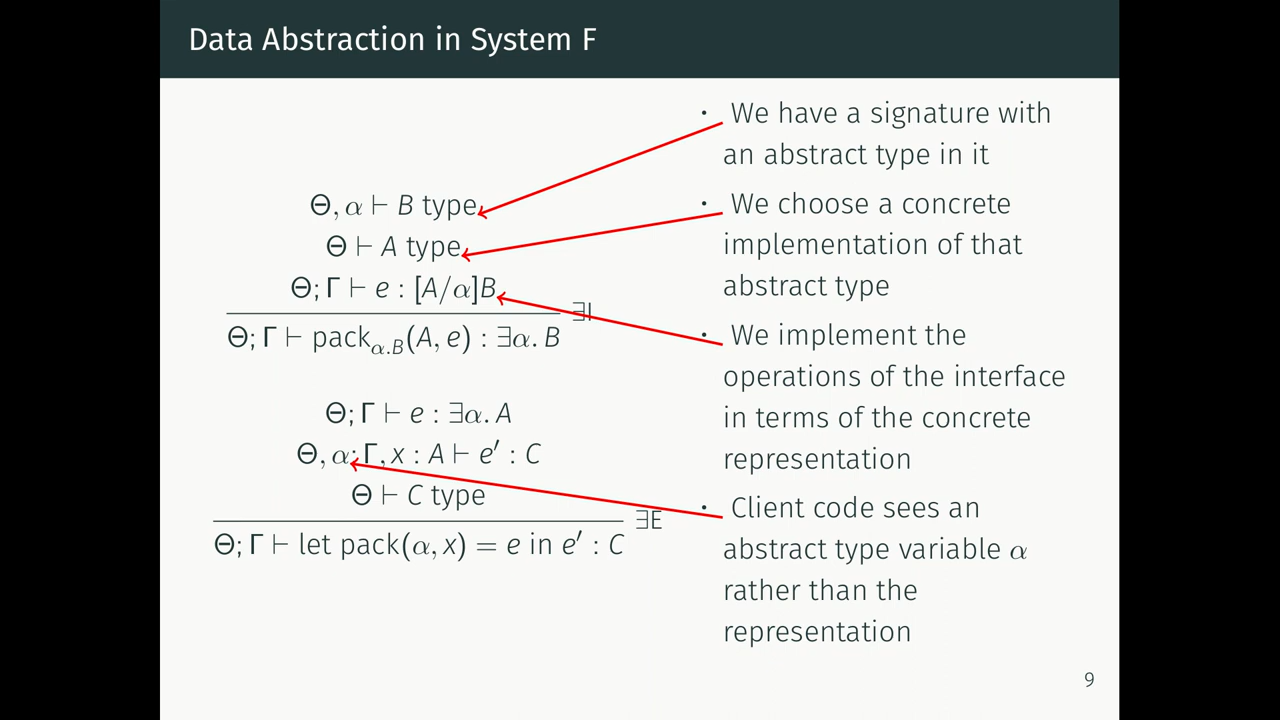 Data Abstraction in System F
Θ, α ⊢ B type
Θ ⊢ A type
Θ; Γ ⊢ e : [A/α]B
∃I
Θ; Γ ⊢ pack_{α.B}(A, e) : ∃α. B
Θ; Γ ⊢ e : ∃α. A
Θ, α; Γ, x : A ⊢ e′ : C
Θ ⊢ C type
∃E
Θ; Γ ⊢ let pack(α, x) = e in e′ : C
• We have a signature with
an abstract type in it
• We choose a concrete
implementation of that
abstract type
• We implement the
operations of the interface
in terms of the concrete
representation
• Client code sees an
abstract type variable α
rather than the
representation
9